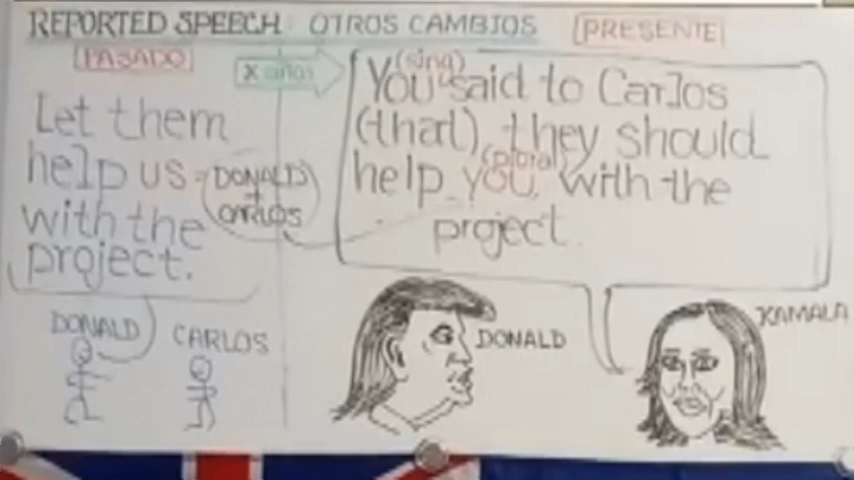 REPORTED SPEECH: OTROS CAMBIOS [PRESENTE]
[PASADO]
X años
Let them
help us
with the
project.
DONALD
+
CARLOS
(sing)
You said to Carlos
(that) they should
(plural)
help you with the
project.
DONALD
CARLOS
DONALD
KAMALA